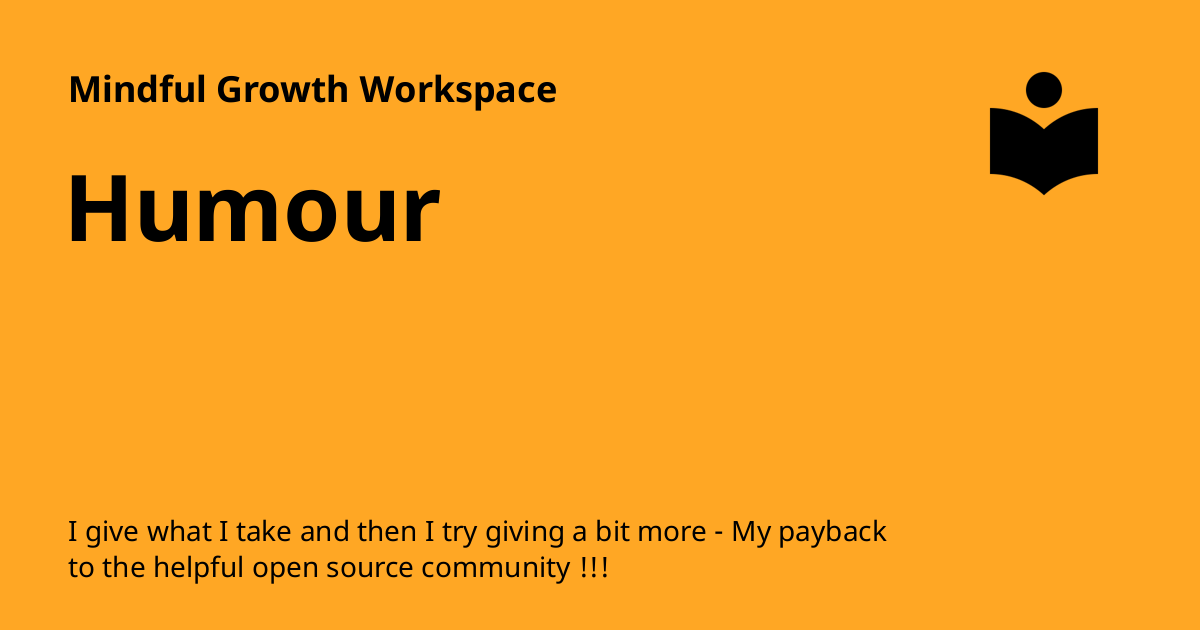 Mindful Growth Workspace
Humour
I give what I take and then I try giving a bit more - My payback
to the helpful open source community !!!